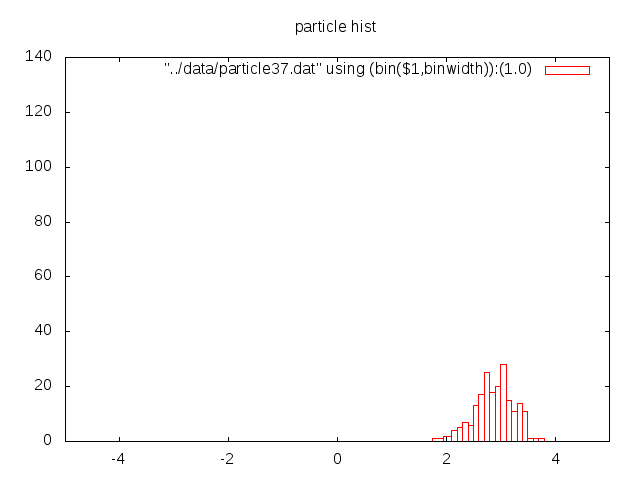 particle hist
140
"../data/particle37.dat" using (bin($1,binwidth)):(1.0)
120
100
80
60
40
20
0
-4 -2 0 2 4